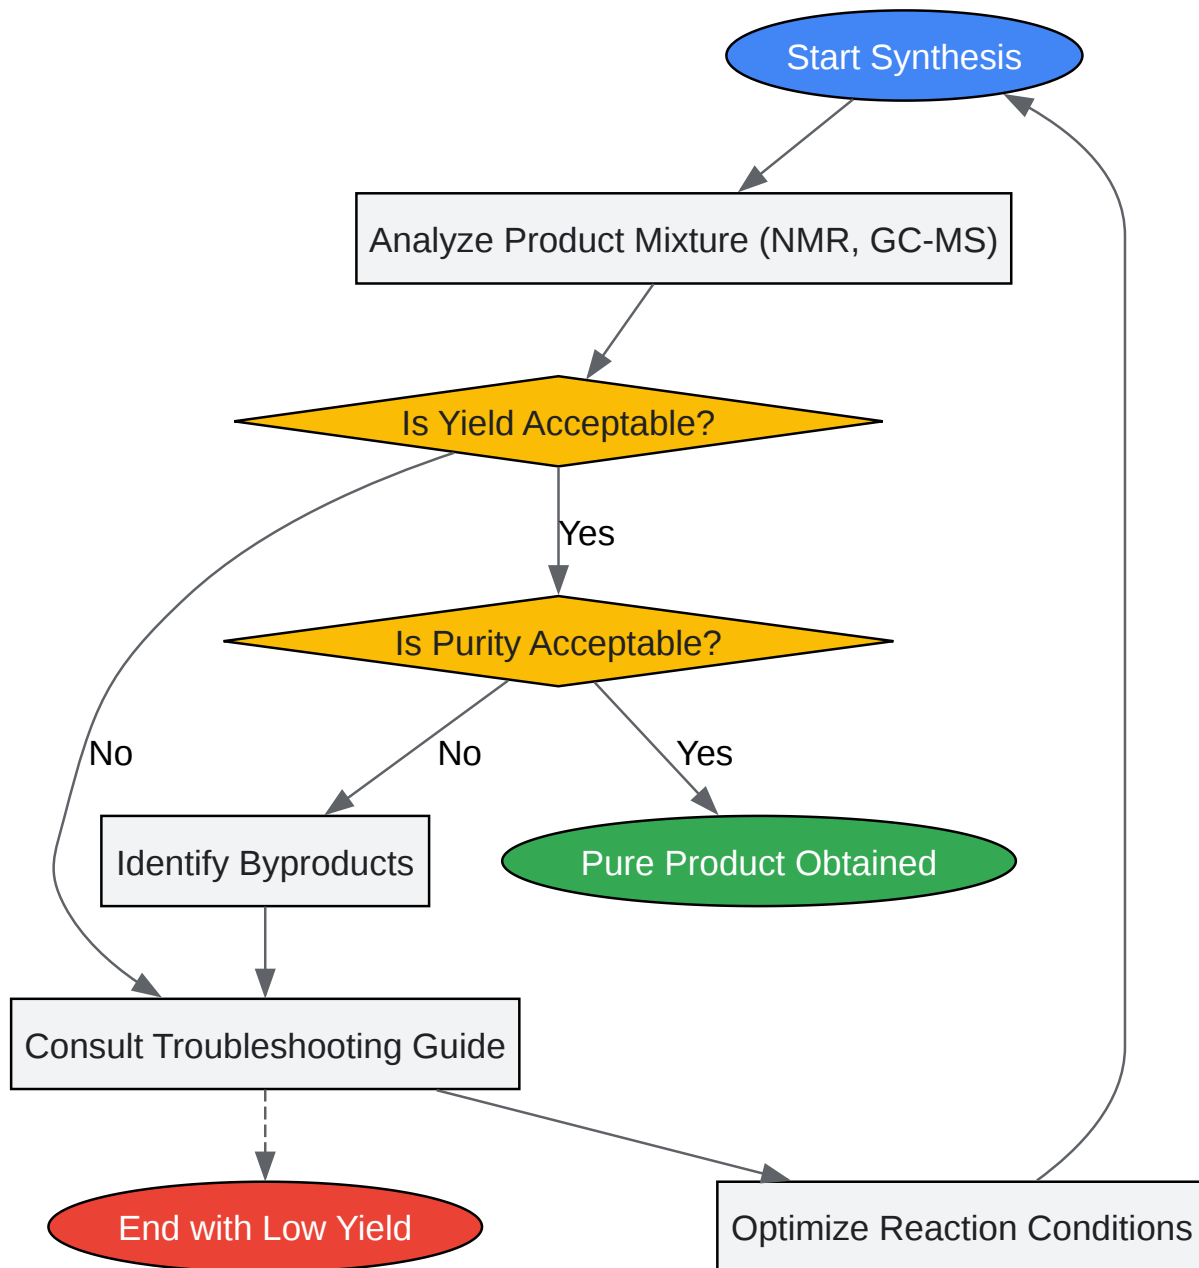 Start Synthesis
Analyze Product Mixture (NMR, GC-MS)
Is Yield Acceptable?
Yes
Is Purity Acceptable?
No
No
Yes
Identify Byproducts
Pure Product Obtained
Consult Troubleshooting Guide
End with Low Yield
Optimize Reaction Conditions